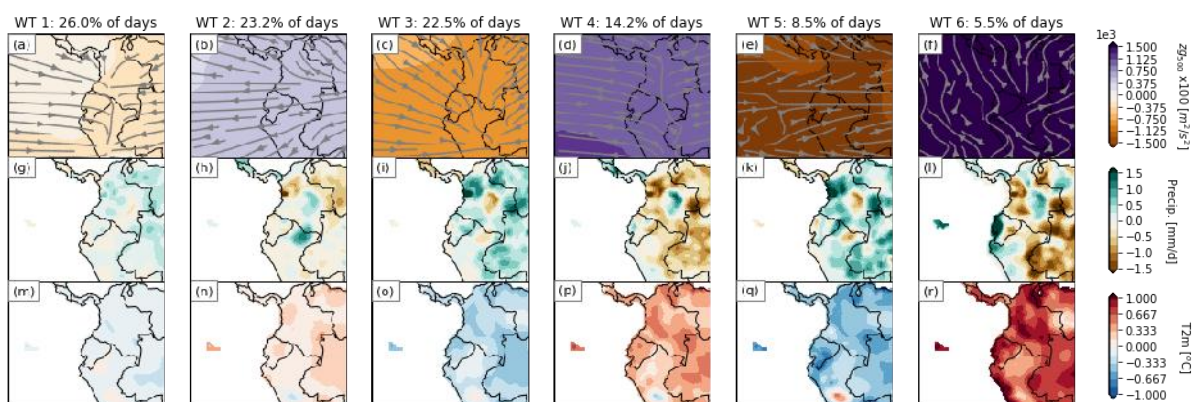 WT 1: 26.0% of days
WT 2: 23.2% of days
WT 3: 22.5% of days
WT 4: 14.2% of days
WT 5: 8.5% of days
WT 6: 5.5% of days
(a)
(b)
(c)
(d)
(e)
(f)
1e3
1.500
1.125
0.750
0.375
0.000
−0.375
−0.750
−1.125
−1.500
zg500 x100 [m²/s²]
(g)
(h)
(i)
(j)
(k)
(l)
1.5
1.0
0.5
0.0
−0.5
−1.0
−1.5
Precip. [mm/d]
(m)
(n)
(o)
(p)
(q)
(r)
1.000
0.667
0.333
0.000
−0.333
−0.667
−1.000
T2m [°C]